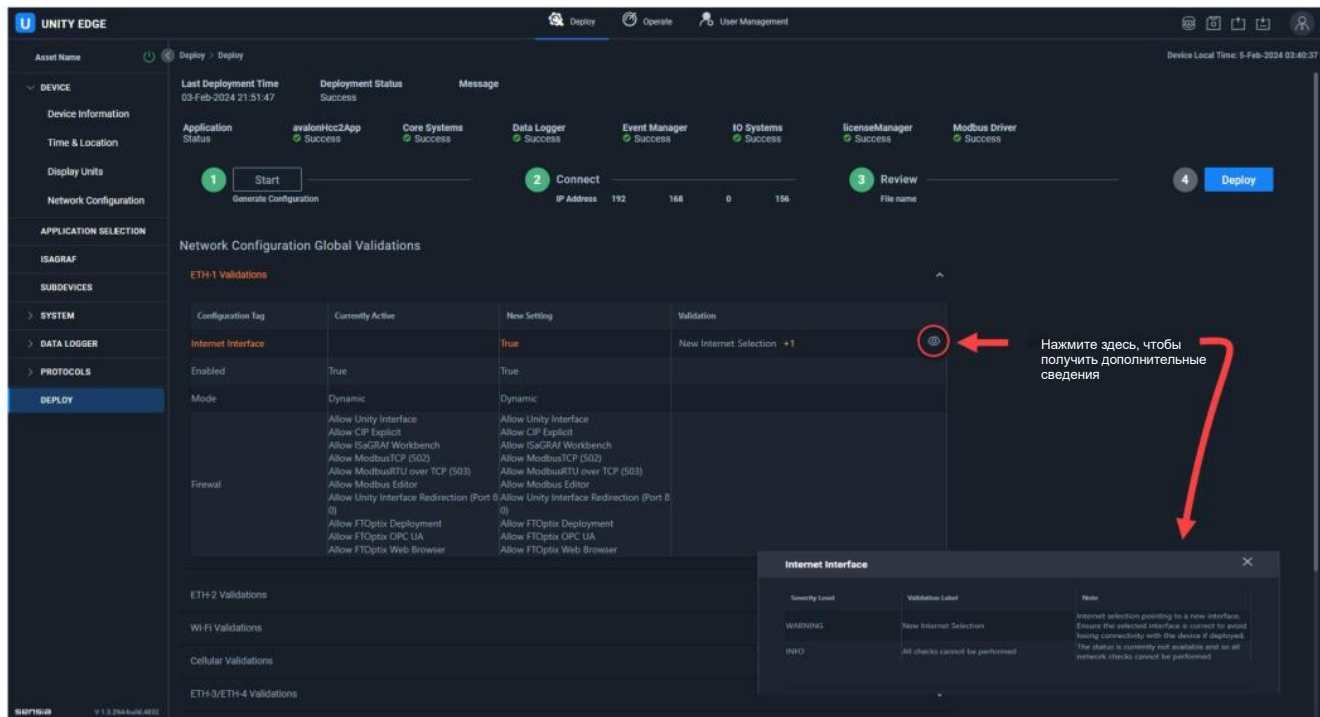 UNITY EDGE
Deploy
Operate
User Management
Asset Name
Deploy > Deploy
Device Local Time: 5-Feb-2024 03:40:37
DEVICE
Device Information
Time & Location
Display Units
Network Configuration
APPLICATION SELECTION
ISAGRAF
SUBDEVICES
SYSTEM
DATA LOGGER
PROTOCOLS
DEPLOY
Last Deployment Time Deployment Status Message
03-Feb-2024 21:51:47 Success
Application avalonHcc2App Core Systems Data Logger Event Manager IO Systems licenseManager Modbus Driver
Status Success Success Success Success Success Success Success
1 Start 2 Connect 3 Review 4 Deploy
Generate Configuration IP Address 192 168 0 156 File name
Network Configuration Global Validations
ETH-1 Validations
Configuration Tag Currently Active New Setting Validation
Internet Interface True New Internet Selection +1
Enabled True True
Mode Dynamic Dynamic
Firewal
Allow Unity Interface
Allow CIP Explicit
Allow ISaGRAf Workbench
Allow ModbusTCP (502)
Allow ModbusRTU over TCP (503)
Allow Modbus Editor
Allow Unity Interface Redirection (Port 8
0)
Allow FTOptix Deployment
Allow FTOptix OPC UA
Allow FTOptix Web Browser
Allow Unity Interface
Allow CIP Explicit
Allow ISaGRAf Workbench
Allow ModbusTCP (502)
Allow ModbusRTU over TCP (503)
Allow Modbus Editor
Allow Unity Interface Redirection (Port 8
0)
Allow FTOptix Deployment
Allow FTOptix OPC UA
Allow FTOptix Web Browser
Нажмите здесь, чтобы
получить дополнительные
сведения
ETH-2 Validations
Wi-Fi Validations
Cellular Validations
ETH-3/ETH-4 Validations
Internet Interface
Severity Level Validation Label Note
WARNING New Internet Selection
Internet selection pointing to a new interface.
Ensure the selected interface is correct to avoid
losing connectivity with the device if deployed.
INFO All checks cannot be performed
The status is currently not available and so all
network checks cannot be performed
sensia